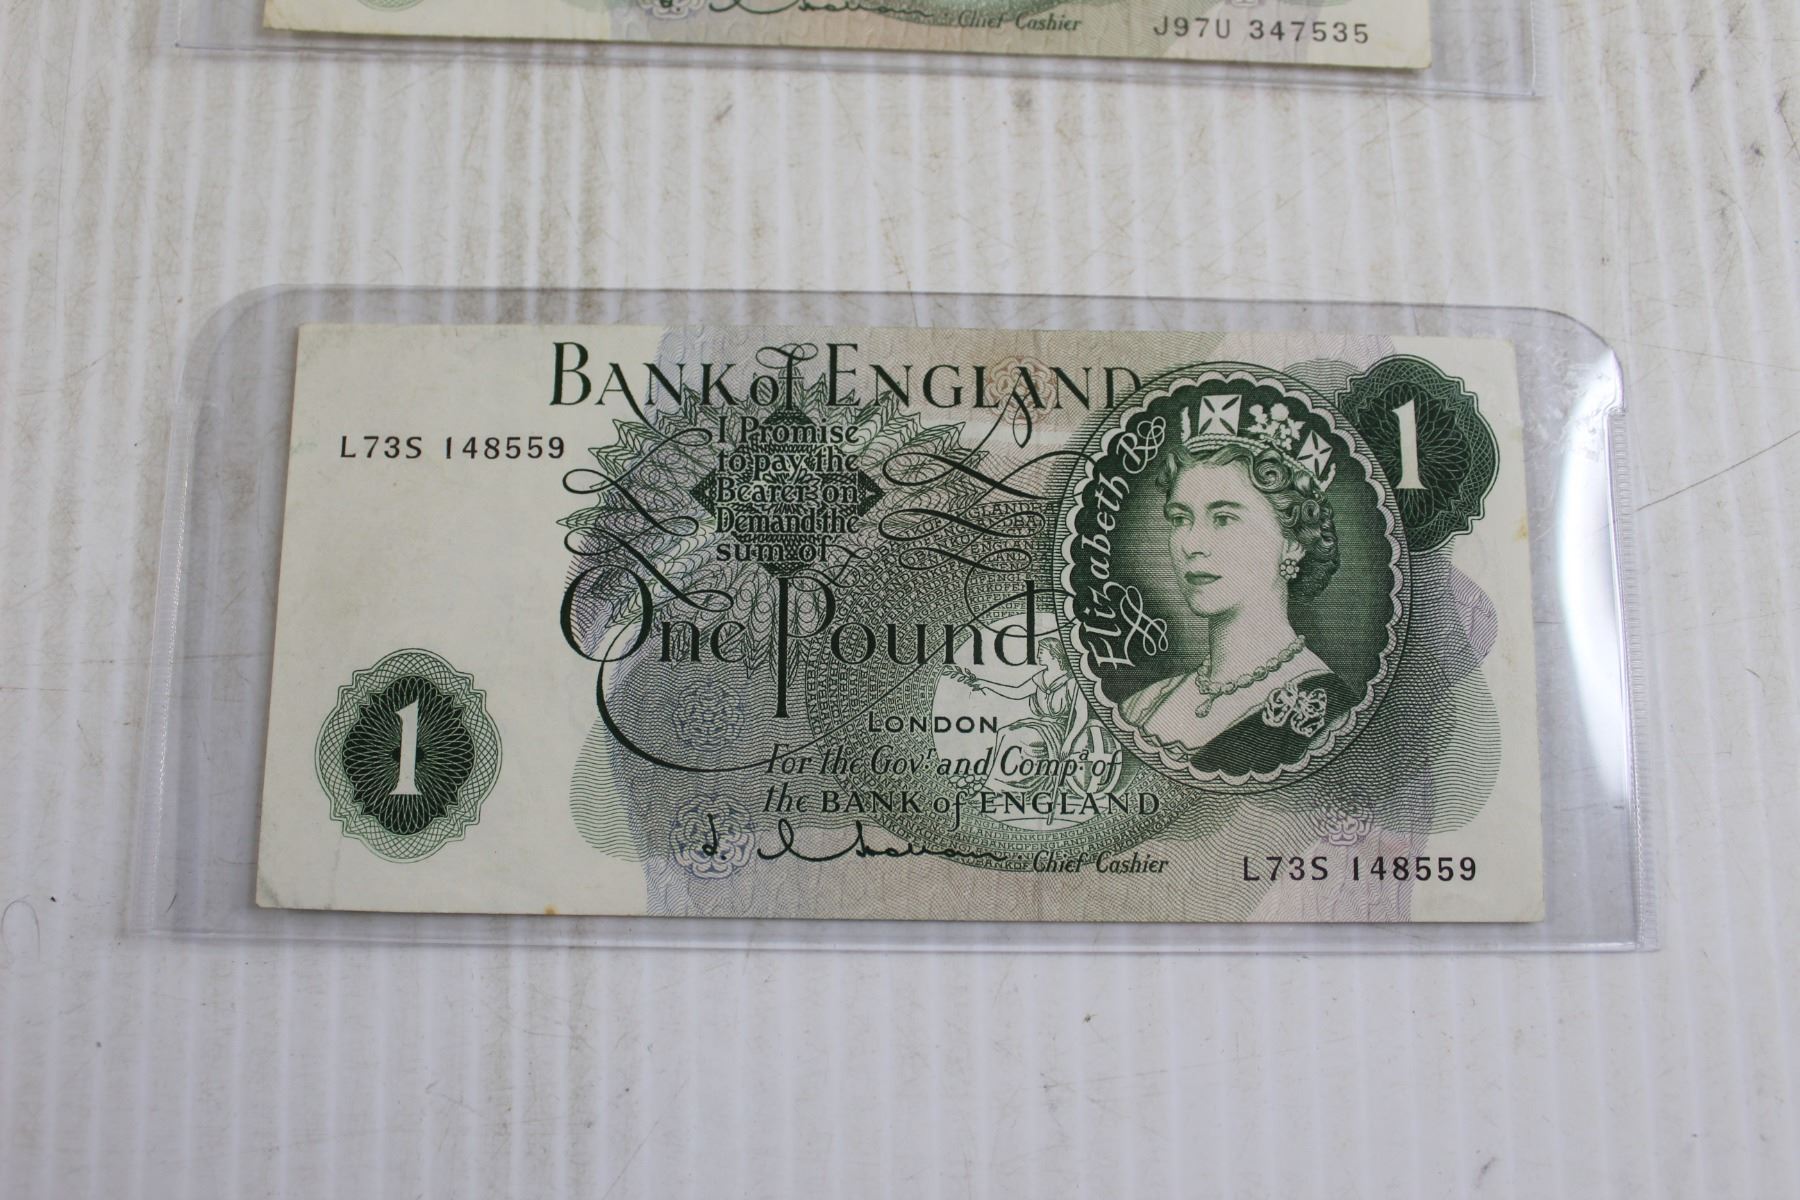 Chief Cashier
J97U 347535
BANK of ENGLAND
L73S 148559
I Promise
to pay the
Bearer on
Demand the
sum of
One Pound
LONDON
For the Govr. and Compa. of
the BANK of ENGLAND
Chief Cashier
L73S 148559
Elizabeth R
1
1